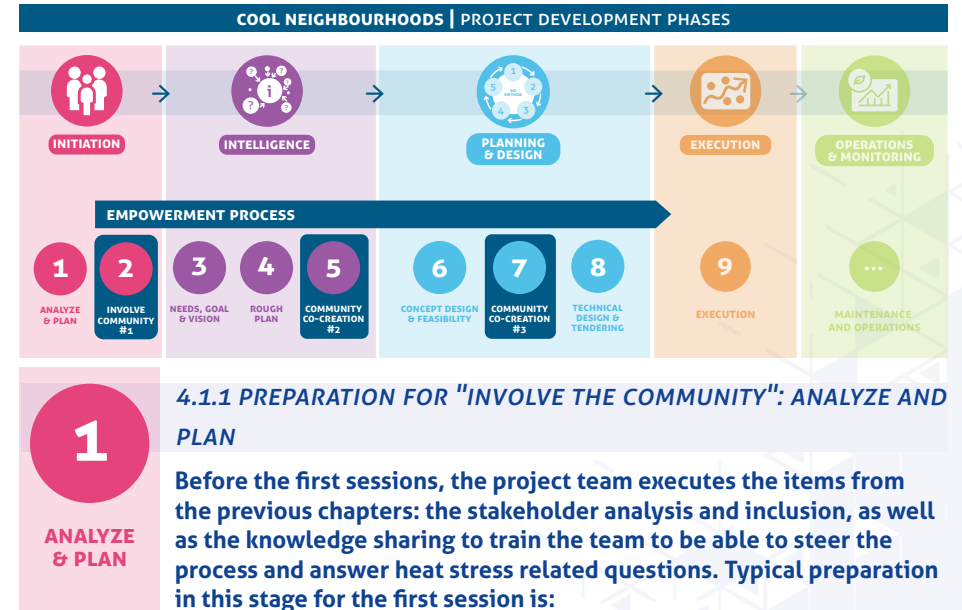 COOL NEIGHBOURHOODS | PROJECT DEVELOPMENT PHASES
?
?
?
?
i
?
1
2
3
4
5
METHOD
INITIATION
INTELLIGENCE
PLANNING
& DESIGN
EXECUTION
OPERATIONS
& MONITORING
EMPOWERMENT PROCESS
1
2
3
4
5
6
7
8
9
...
ANALYZE
& PLAN
INVOLVE
COMMUNITY
#1
NEEDS, GOAL
& VISION
ROUGH
PLAN
COMMUNITY
CO-CREATION
#2
CONCEPT DESIGN
& FEASIBILITY
COMMUNITY
CO-CREATION
#3
TECHNICAL
DESIGN &
TENDERING
EXECUTION
MAINTENANCE
AND OPERATIONS
1
ANALYZE
& PLAN
4.1.1 PREPARATION FOR "INVOLVE THE COMMUNITY": ANALYZE AND
PLAN
Before the first sessions, the project team executes the items from
the previous chapters: the stakeholder analysis and inclusion, as well
as the knowledge sharing to train the team to be able to steer the
process and answer heat stress related questions. Typical preparation
in this stage for the first session is: